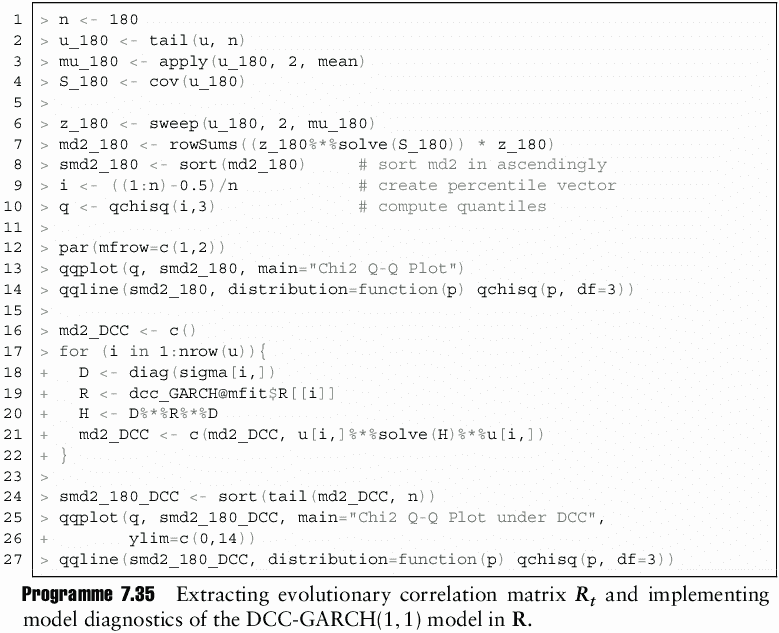 1 > n <- 180
2 > u_180 <- tail(u, n)
3 > mu_180 <- apply(u_180, 2, mean)
4 > S_180 <- cov(u_180)
5 >
6 > z_180 <- sweep(u_180, 2, mu_180)
7 > md2_180 <- rowSums((z_180%*%solve(S_180)) * z_180)
8 > smd2_180 <- sort(md2_180) # sort md2 in ascendingly
9 > i <- ((1:n)-0.5)/n # create percentile vector
10 > q <- qchisq(i,3) # compute quantiles
11 >
12 > par(mfrow=c(1,2))
13 > qqplot(q, smd2_180, main="Chi2 Q-Q Plot")
14 > qqline(smd2_180, distribution=function(p) qchisq(p, df=3))
15 >
16 > md2_DCC <- c()
17 > for (i in 1:nrow(u)){
18 + D <- diag(sigma[i,])
19 + R <- dcc_GARCH@mfit$R[[i]]
20 + H <- D%*%R%*%D
21 + md2_DCC <- c(md2_DCC, u[i,]%*%solve(H)%*%u[i,])
22 + }
23 >
24 > smd2_180_DCC <- sort(tail(md2_DCC, n))
25 > qqplot(q, smd2_180_DCC, main="Chi2 Q-Q Plot under DCC",
26 + ylim=c(0,14))
27 > qqline(smd2_180_DCC, distribution=function(p) qchisq(p, df=3))
Programme 7.35 Extracting evolutionary correlation matrix R_t and implementing
model diagnostics of the DCC-GARCH(1,1) model in R.